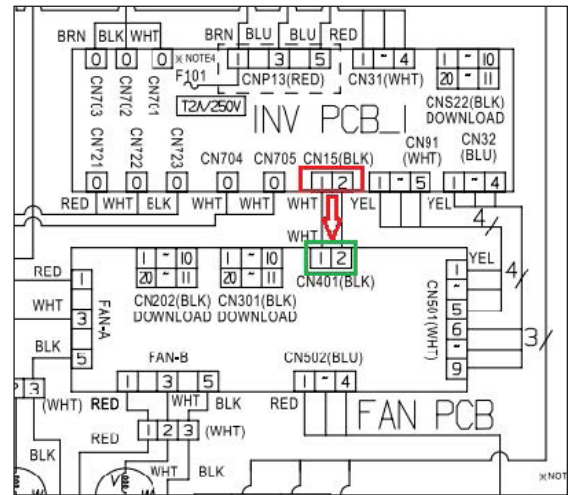 BRN BLK WHT BRN BLU BLU RED
0 0 0 ※NOTE4 1 3 5 1 ~ 4 1 ~ 10
F101 CNP13(RED) CN31(WHT) 20 ~ 11
CN703 CN702 CN701 T2A/250V CNS22(BLK)
DOWNLOAD
INV PCB_I
CN91 CN32
CN721 CN722 CN723 CN704 CN705 CN15(BLK) (WHT) (BLU)
0 0 0 0 0 1 2 1 ~ 5 1 ~ 4
RED WHT BLK WHT WHT WHT YEL YEL
4
WHT
1 ~ 10 1 ~ 10 1 2 1 YEL
RED 1 20 ~ 11 20 ~ 11 ~ 4
CN202(BLK) CN301(BLK) CN401(BLK) 5
WHT 3 DOWNLOAD DOWNLOAD 6
FAN-A CN501(WHT) ~ 3
BLK 5 FAN-B CN502(BLU) 9
1 3 5 1 ~ 4
2 3 (WHT) RED WHT BLK RED FAN PCB
RED 1 2 3 (WHT)
BLK
WHT BLK
V W
※NOT